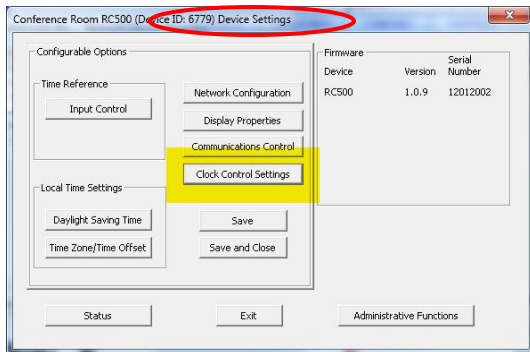 Conference Room RC500 (Device ID: 6779) Device Settings
Configurable Options
Time Reference
Input Control
Local Time Settings
Daylight Saving Time
Time Zone/Time Offset
Network Configuration
Display Properties
Communications Control
Clock Control Settings
Save
Save and Close
Firmware
Device Version Serial Number
RC500 1.0.9 12012002
Status Exit Administrative Functions